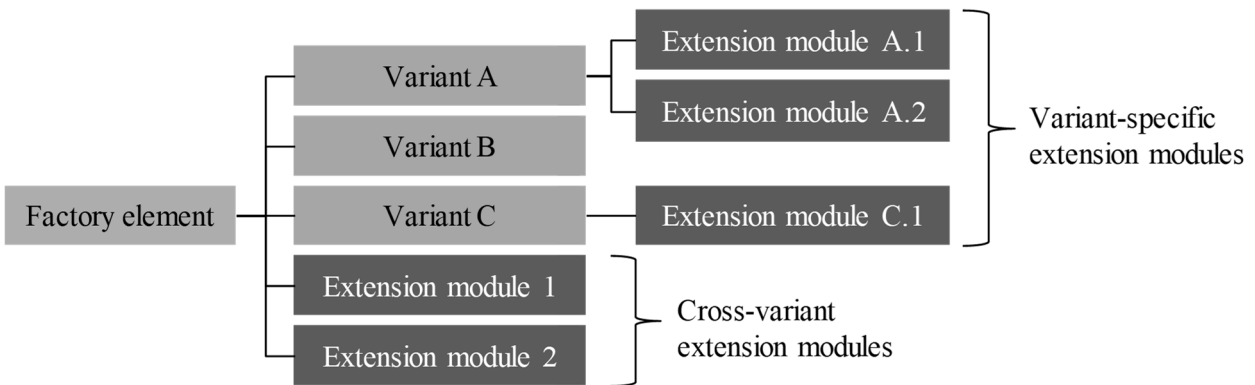 Factory element
Variant A
Variant B
Variant C
Extension module 1
Extension module 2
Extension module A.1
Extension module A.2
Extension module C.1
Variant-specific
extension modules
Cross-variant
extension modules